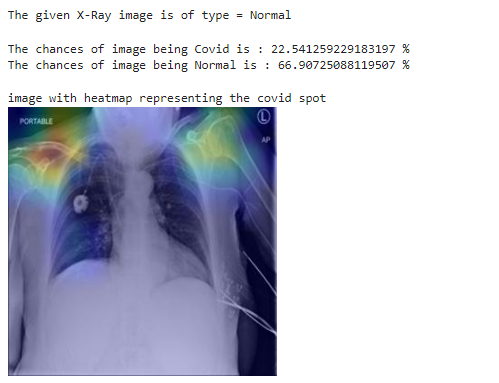 The given X-Ray image is of type = Normal
The chances of image being Covid is : 22.541259229183197 %
The chances of image being Normal is : 66.90725088119507 %
image with heatmap representing the covid spot
PORTABLE
L
AP